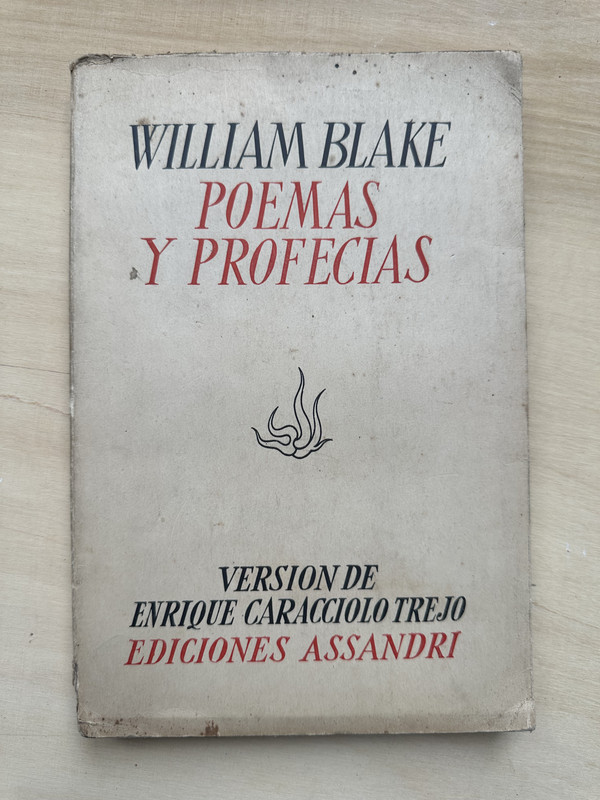 WILLIAM BLAKE
POEMAS
Y PROFECIAS
VERSION DE
ENRIQUE CARACCIOLO TREJO
EDICIONES ASSANDRI